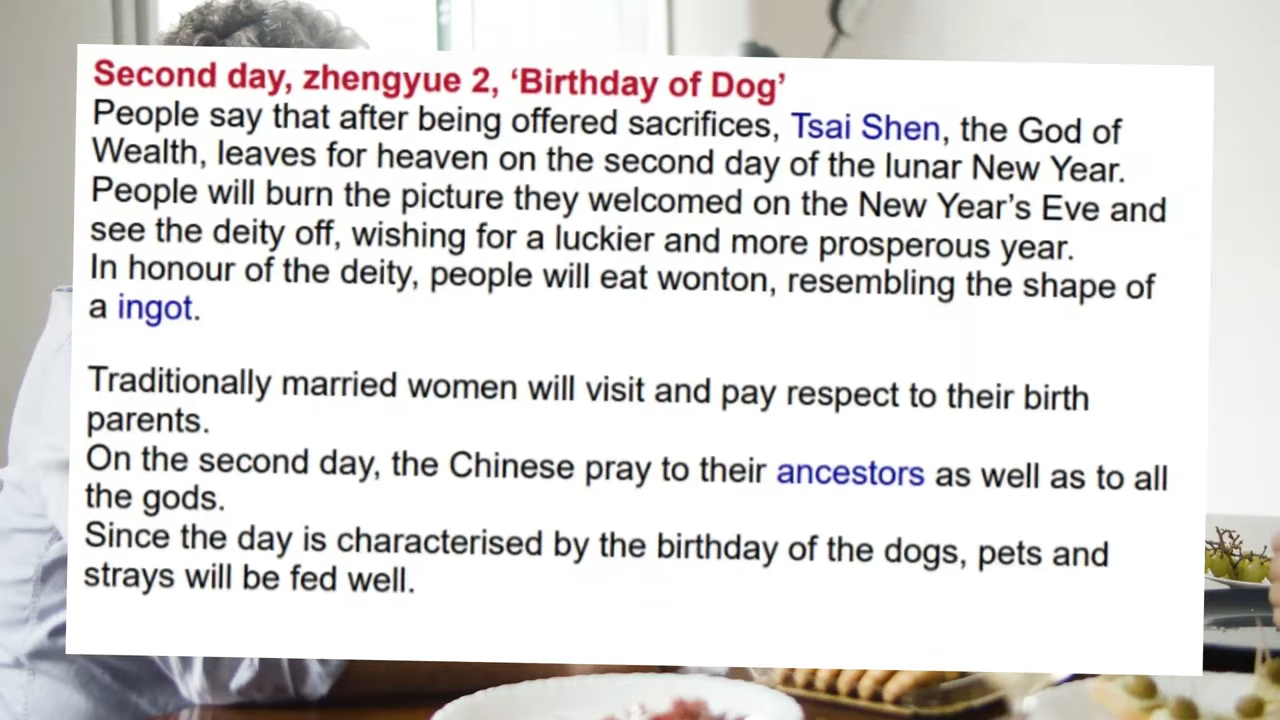 Second day, zhengyue 2, ‘Birthday of Dog’
People say that after being offered sacrifices, Tsai Shen, the God of
Wealth, leaves for heaven on the second day of the lunar New Year.
People will burn the picture they welcomed on the New Year’s Eve and
see the deity off, wishing for a luckier and more prosperous year.
In honour of the deity, people will eat wonton, resembling the shape of
a ingot.
Traditionally married women will visit and pay respect to their birth
parents.
On the second day, the Chinese pray to their ancestors as well as to all
the gods.
Since the day is characterised by the birthday of the dogs, pets and
strays will be fed well.